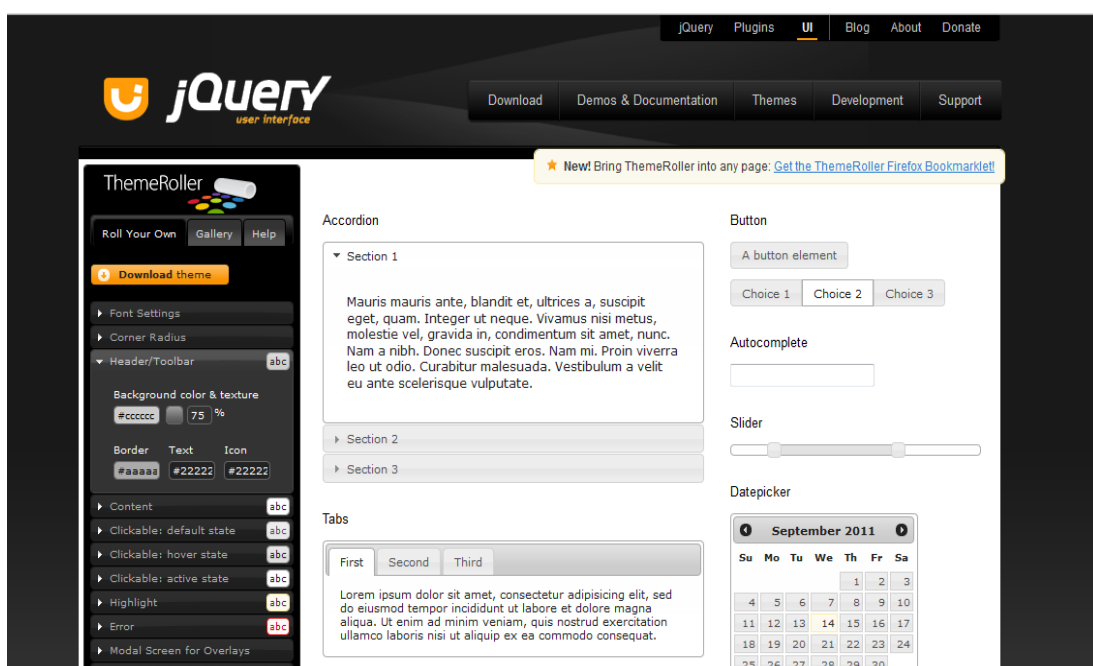 jQuery Plugins UI Blog About Donate
jQuery
user interface
Download Demos & Documentation Themes Development Support
New! Bring ThemeRoller into any page: Get the ThemeRoller Firefox Bookmarklet!
ThemeRoller
Roll Your Own Gallery Help
Download theme
Font Settings
Corner Radius
Header/Toolbar abc
Background color & texture
#cccccc 75 %
Border Text Icon
#aaaaa #22222 #22222
Content abc
Clickable: default state abc
Clickable: hover state abc
Clickable: active state abc
Highlight abc
Error abc
Modal Screen for Overlays
Accordion
Section 1
Mauris mauris ante, blandit et, ultrices a, suscipit
eget, quam. Integer ut neque. Vivamus nisi metus,
molestie vel, gravida in, condimentum sit amet, nunc.
Nam a nibh. Donec suscipit eros. Nam mi. Proin viverra
leo ut odio. Curabitur malesuada. Vestibulum a velit
eu ante scelerisque vulputate.
Section 2
Section 3
Tabs
First Second Third
Lorem ipsum dolor sit amet, consectetur adipisicing elit, sed
do eiusmod tempor incididunt ut labore et dolore magna
aliqua. Ut enim ad minim veniam, quis nostrud exercitation
ullamco laboris nisi ut aliquip ex ea commodo consequat.
Button
A button element
Choice 1 Choice 2 Choice 3
Autocomplete
Slider
Datepicker
September 2011
Su Mo Tu We Th Fr Sa
1 2 3
4 5 6 7 8 9 10
11 12 13 14 15 16 17
18 19 20 21 22 23 24
25 26 27 28 29 30